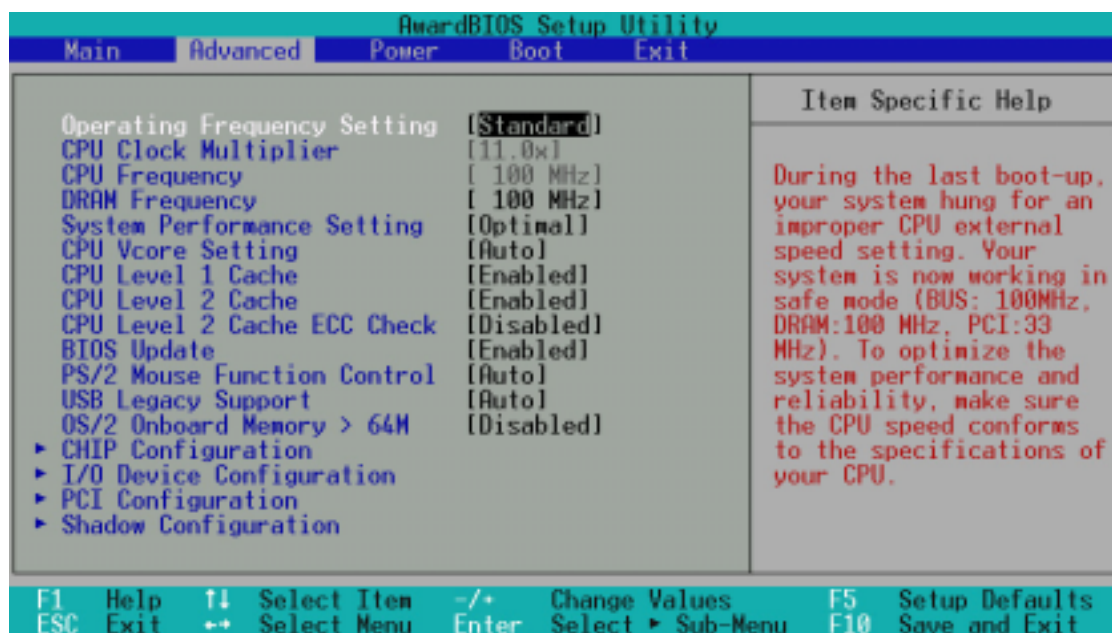 AwardBIOS Setup Utility
Main Advanced Power Boot Exit
Operating Frequency Setting [Standard]
CPU Clock Multiplier [11.0x]
CPU Frequency [ 100 MHz]
DRAM Frequency [ 100 MHz]
System Performance Setting [Optimal]
CPU Vcore Setting [Auto]
CPU Level 1 Cache [Enabled]
CPU Level 2 Cache [Enabled]
CPU Level 2 Cache ECC Check [Disabled]
BIOS Update [Enabled]
PS/2 Mouse Function Control [Auto]
USB Legacy Support [Auto]
OS/2 Onboard Memory > 64M [Disabled]
▸ CHIP Configuration
▸ I/O Device Configuration
▸ PCI Configuration
▸ Shadow Configuration
Item Specific Help
During the last boot-up,
your system hung for an
improper CPU external
speed setting. Your
system is now working in
safe mode (BUS: 100MHz,
DRAM:100 MHz, PCI:33
MHz). To optimize the
system performance and
reliability, make sure
the CPU speed conforms
to the specifications of
your CPU.
F1 Help ↑↓ Select Item -/+ Change Values F5 Setup Defaults
ESC Exit ←→ Select Menu Enter Select ▸ Sub-Menu F10 Save and Exit